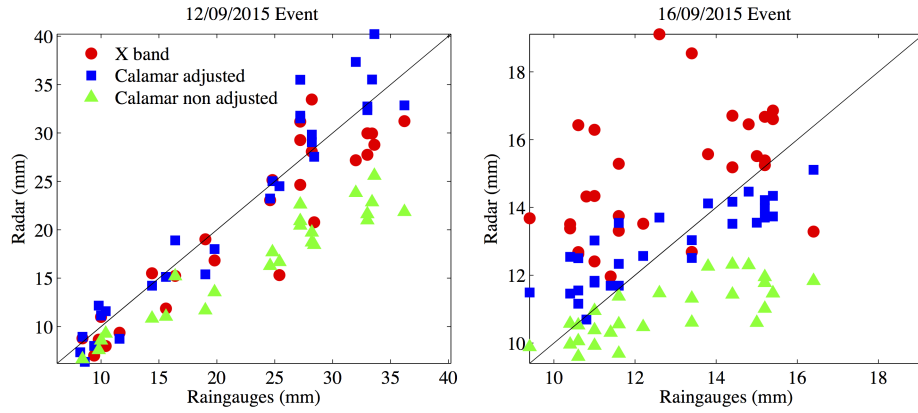 12/09/2015 Event
40
35
30
25
20
15
10
X band
Calamar adjusted
Calamar non adjusted
Radar (mm)
10 15 20 25 30 35 40
Raingauges (mm)
16/09/2015 Event
18
16
14
12
10
Radar (mm)
10 12 14 16 18
Raingauges (mm)